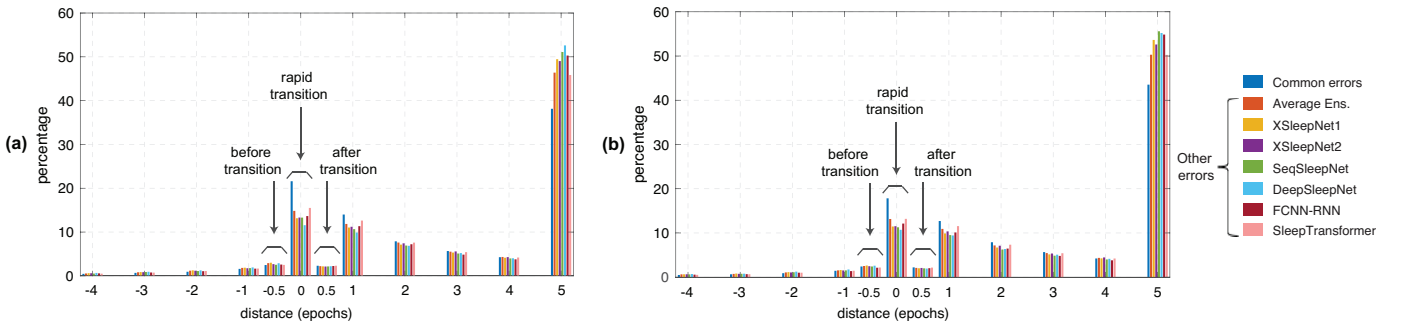 (a)
percentage
60
50
40
30
20
10
0
rapid
transition
before
transition
after
transition
-4
-3
-2
-1
-0.5
0
0.5
1
2
3
4
5
distance (epochs)
(b)
percentage
60
50
40
30
20
10
0
rapid
transition
before
transition
after
transition
-4
-3
-2
-1
-0.5
0
0.5
1
2
3
4
5
distance (epochs)
Other
errors
Common errors
Average Ens.
XSleepNet1
XSleepNet2
SeqSleepNet
DeepSleepNet
FCNN-RNN
SleepTransformer